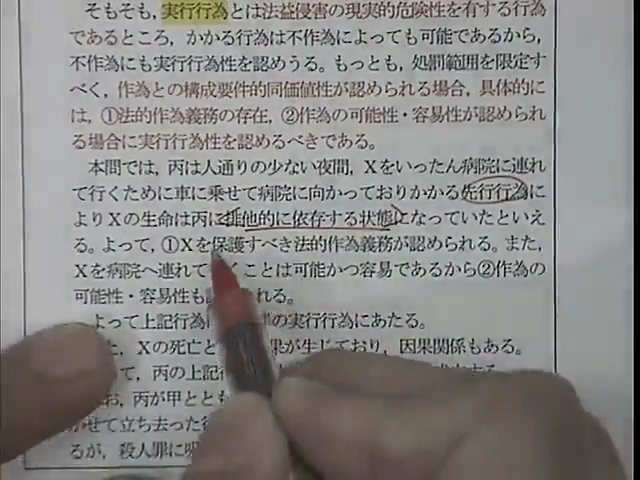 そもそも，実行行為とは法益侵害の現実的危険性を有する行為
であるところ，かかる行為は不作為によっても可能であるから，
不作為にも実行行為性を認めうる。もっとも，処罰範囲を限定す
べく，作為との構成要件的同価値性が認められる場合，具体的に
は，①法的作為義務の存在，②作為の可能性・容易性が認められ
る場合に実行行為性を認めるべきである。
本問では，丙は人通りの少ない夜間，Xをいったん病院に連れ
て行くために車に乗せて病院に向かっておりかかる先行行為に
よりXの生命は丙に排他的に依存する状態になっていたといえ
る。よって，①Xを保護すべき法的作為義務が認められる。また，
Xを病院へ連れて くことは可能かつ容易であるから②作為の
可能性・容易性も れる。
よって上記行為 の実行行為にあたる。
，Xの死亡と 果が生じており，因果関係もある。
て，丙の上記
お，丙が甲とと
せて立ち去った
るが，殺人罪に